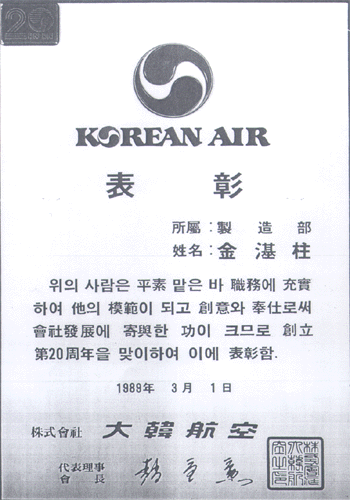 20
KOREAN AIR
表 彰
所屬 : 製 造 部
姓名 : 金 湛 柱
위의 사람은 平素 맡은 바 職務에 充實
하여 他의 模範이 되고 創意와 奉仕로써
會社發展에 寄與한 功이 크므로 創立
第20周年을 맞이하여 이에 表彰함.
1989年 3月 1日
株式會社 大韓航空
代表理事
會 長